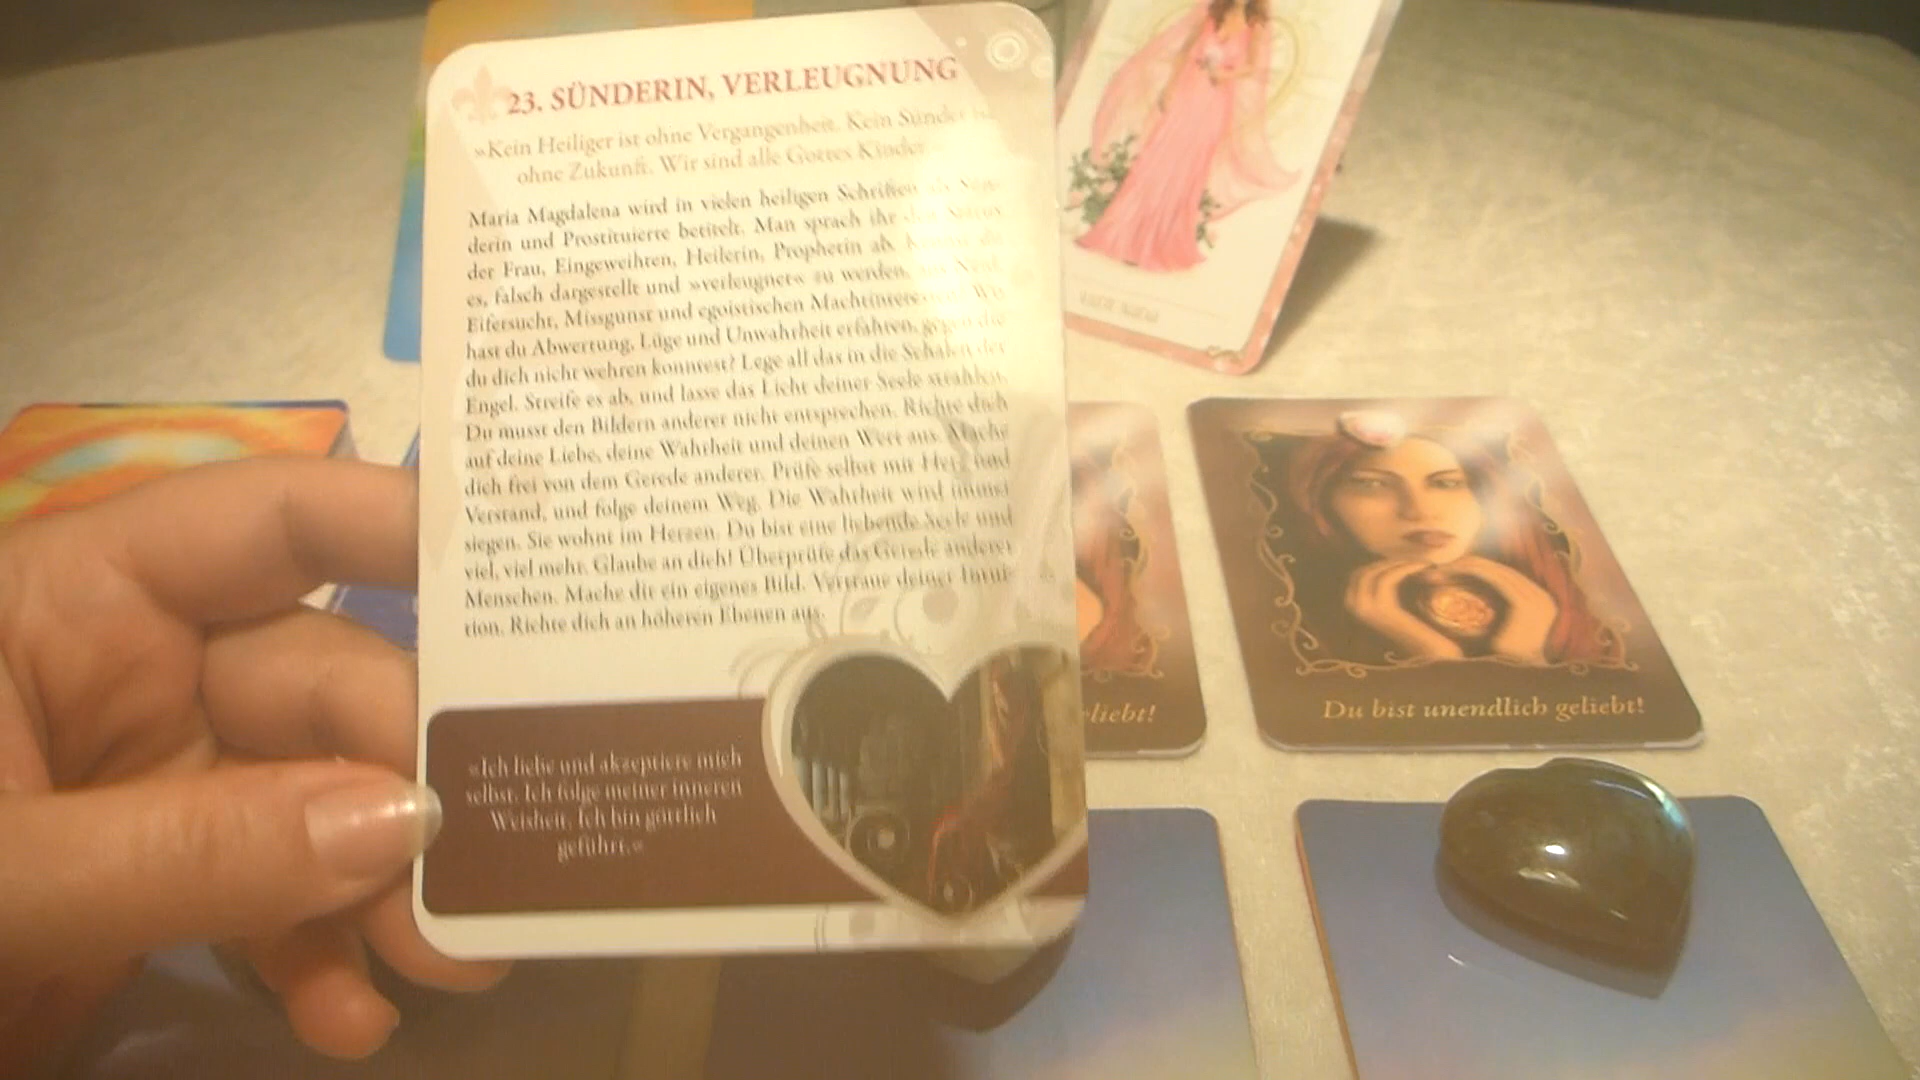 23. SÜNDERIN, VERLEUGNUNG
»Kein Heiliger ist ohne Vergangenheit. Kein Sünder
ohne Zukunft. Wir sind alle Gottes Kinder
Maria Magdalena wird in vielen heiligen Schriften
derin und Prostituierte betitelt. Man sprach ihr
der Frau, Eingeweihten, Heilerin, Prophetin ab.
es, falsch dargestellt und »verleugnet« zu werden,
Eifersucht, Missgunst und egoistischen Machtinteressen. Wo
hast du Abwertung, Lüge und Unwahrheit erfahren, gegen die
du dich nicht wehren konntest? Lege all das in die Schalen der
Engel. Streife es ab, und lasse das Licht deiner Seele strahlen.
Du musst den Bildern anderer nicht entsprechen. Richte dich
auf deine Liebe, deine Wahrheit und deinen Wert aus. Mache
dich frei von dem Gerede anderer. Prüfe selbst mit Herz und
Verstand, und folge deinem Weg. Die Wahrheit wird immer
siegen. Sie wohnt im Herzen. Du bist eine liebende Seele und
viel, viel mehr. Glaube an dich! Überprüfe das Gerede anderer
Menschen. Mache dir ein eigenes Bild. Vertraue deiner Intui-
tion. Richte dich an höheren Ebenen aus.
»Ich liebe und akzeptiere mich
selbst. Ich folge meiner inneren
Weisheit. Ich bin göttlich
geführt.«
eliebt!
Du bist unendlich geliebt!